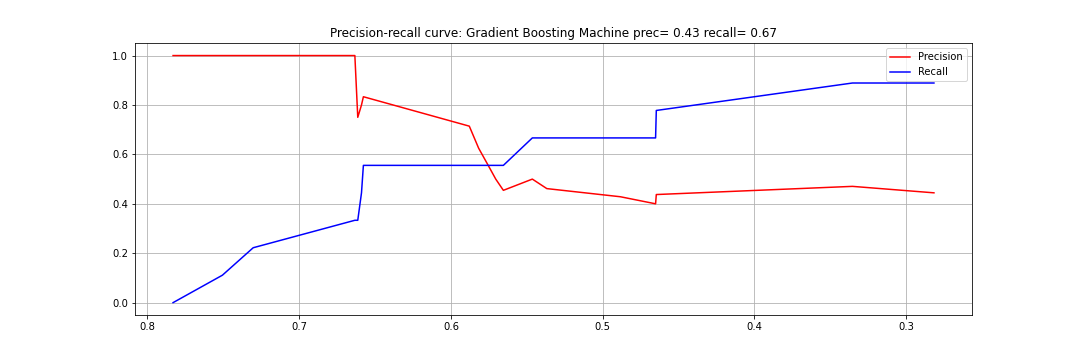 Precision-recall curve: Gradient Boosting Machine prec= 0.43 recall= 0.67
1.0
0.8
0.6
0.4
0.2
0.0
Precision
Recall
0.8 0.7 0.6 0.5 0.4 0.3